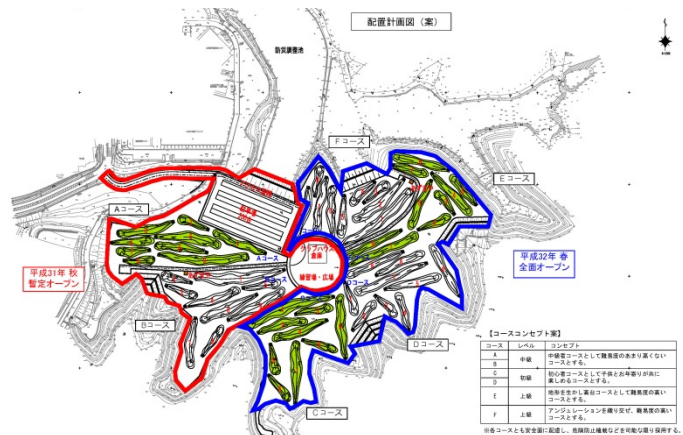 配置計画図（案）
防災調整池
Fコース
Eコース
Aコース
駐車場
クラブハウス
倉庫
Aコース
練習場・広場
平成31年 秋
暫定オープン
平成32年 春
全面オープン
Bコース
Dコース
Cコース
【コースコンセプト案】
コース レベル コンセプト
A B 中級 中級者コースとして難易度のあまり高くないコースとする。
C D 初級 初心者コースとして子供とお年寄りが共に楽しめるコースとする。
E 上級 地形を生かし高台コースとして難易度の高いコースとする。
F 上級 アンジュレーションを織り交ぜ、難易度の高いコースとする。
※各コースとも安全面に配慮し、危険防止植栽などを可能な限り採用する。